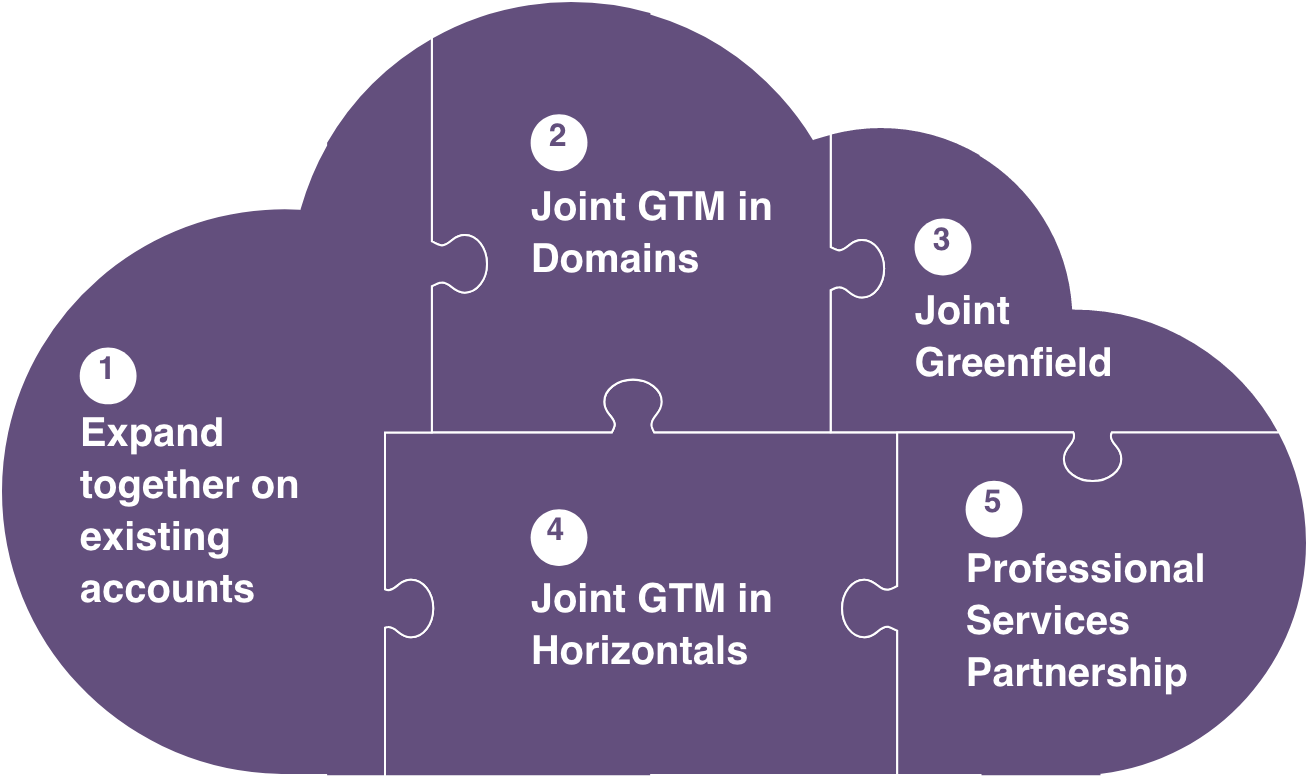 1
Expand
together on
existing
accounts
2
Joint GTM in
Domains
3
Joint
Greenfield
4
Joint GTM in
Horizontals
5
Professional
Services
Partnership